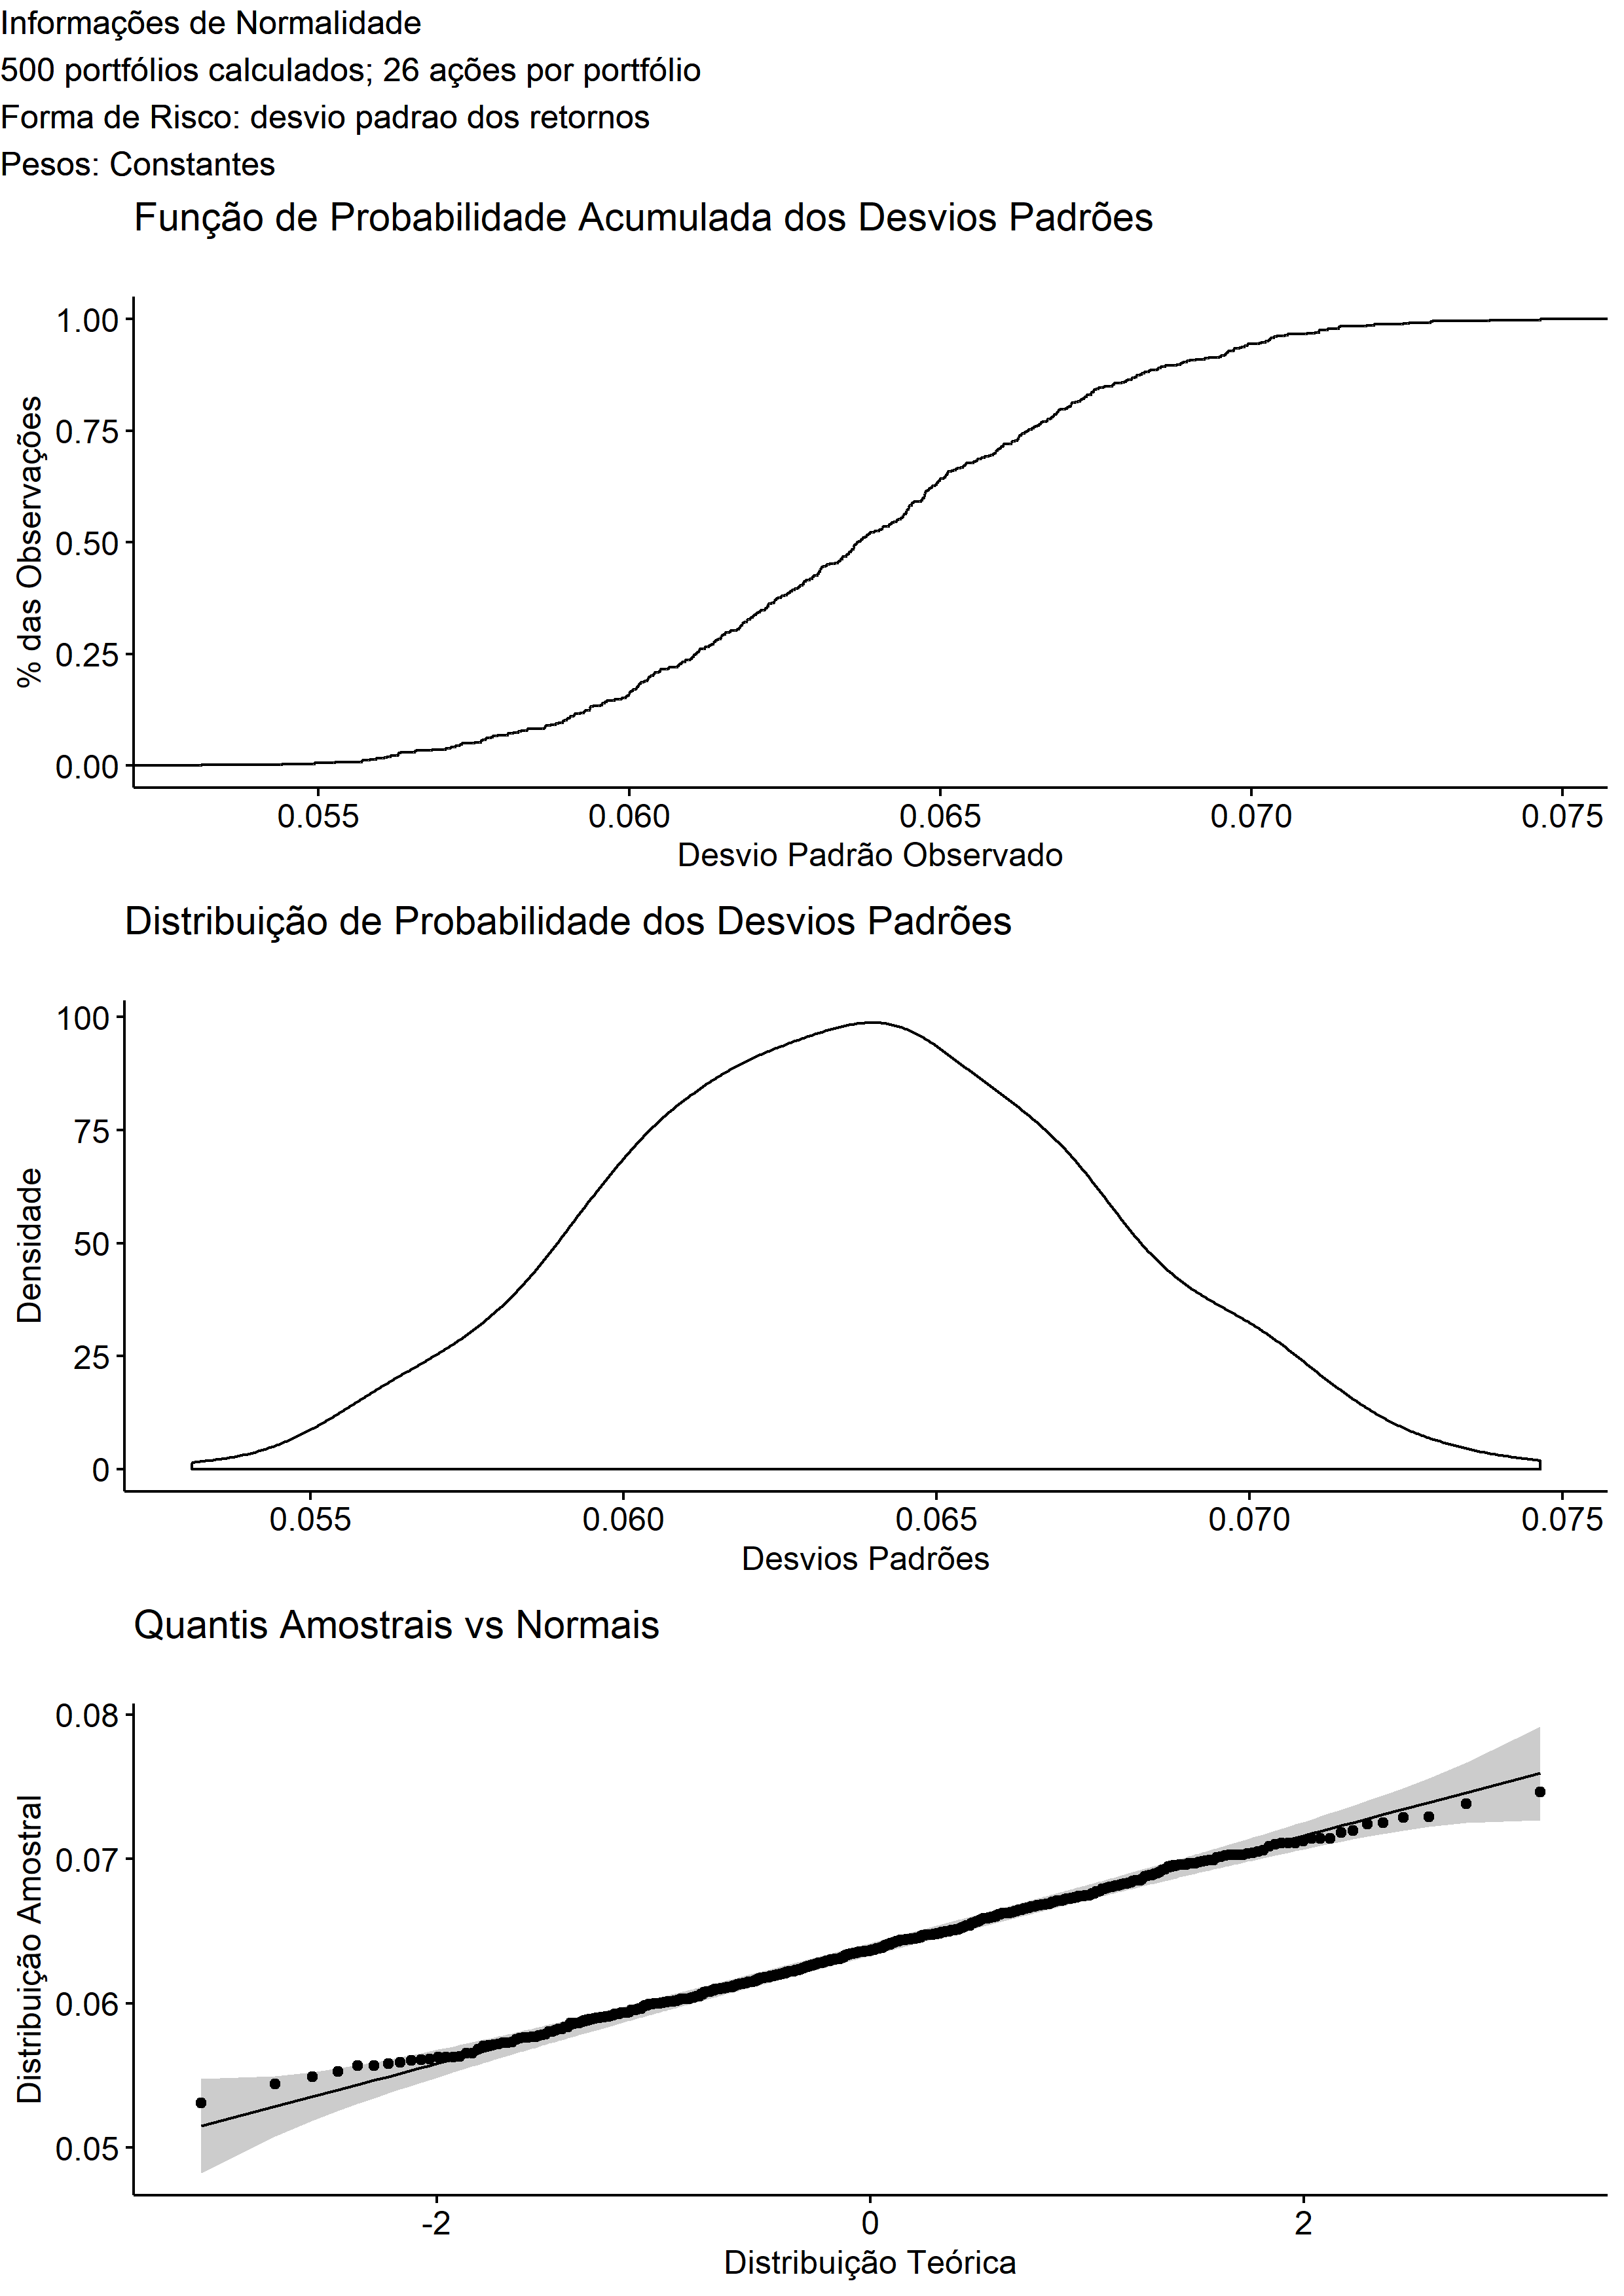 Informações de Normalidade
500 portfólios calculados; 26 ações por portfólio
Forma de Risco: desvio padrao dos retornos
Pesos: Constantes
Função de Probabilidade Acumulada dos Desvios Padrões
% das Observações
1.00
0.75
0.50
0.25
0.00
0.055 0.060 0.065 0.070 0.075
Desvio Padrão Observado
Distribuição de Probabilidade dos Desvios Padrões
Densidade
100
75
50
25
0
0.055 0.060 0.065 0.070 0.075
Desvios Padrões
Quantis Amostrais vs Normais
Distribuição Amostral
0.08
0.07
0.06
0.05
-2 0 2
Distribuição Teórica